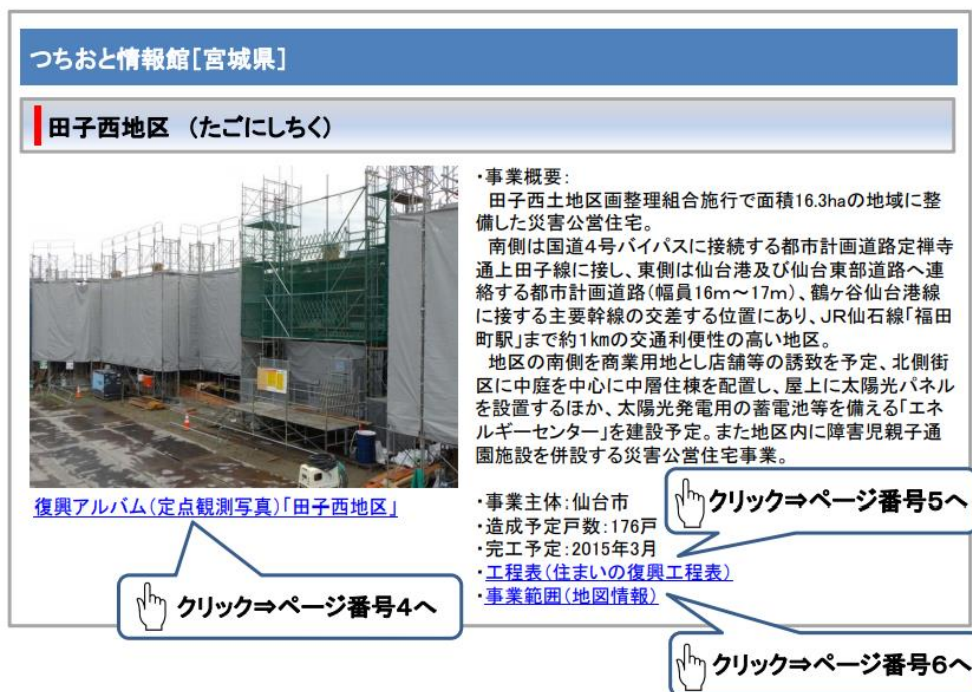 つちおと情報館[宮城県]
田子西地区 (たごにしちく)
・事業概要:
田子西土地区画整理組合施行で面積16.3haの地域に整
備した災害公営住宅。
南側は国道4号バイパスに接続する都市計画道路定禅寺
通上田子線に接し、東側は仙台港及び仙台東部道路へ連
絡する都市計画道路(幅員16m～17m)、鶴ヶ谷仙台港線
に接する主要幹線の交差する位置にあり、JR仙石線「福田
町駅」まで約1㎞の交通利便性の高い地区。
地区の南側を商業用地とし店舗等の誘致を予定、北側街
区に中庭を中心に中層住棟を配置し、屋上に太陽光パネル
を設置するほか、太陽光発電用の蓄電池等を備える「エネ
ルギーセンター」を建設予定。また地区内に障害児親子通
園施設を併設する災害公営住宅事業。
復興アルバム(定点観測写真)「田子西地区」
クリック⇒ページ番号4へ
・事業主体:仙台市
・造成予定戸数:176戸
・完工予定:2015年3月
・工程表(住まいの復興工程表)
・事業範囲(地図情報)
クリック⇒ページ番号5へ
クリック⇒ページ番号6へ